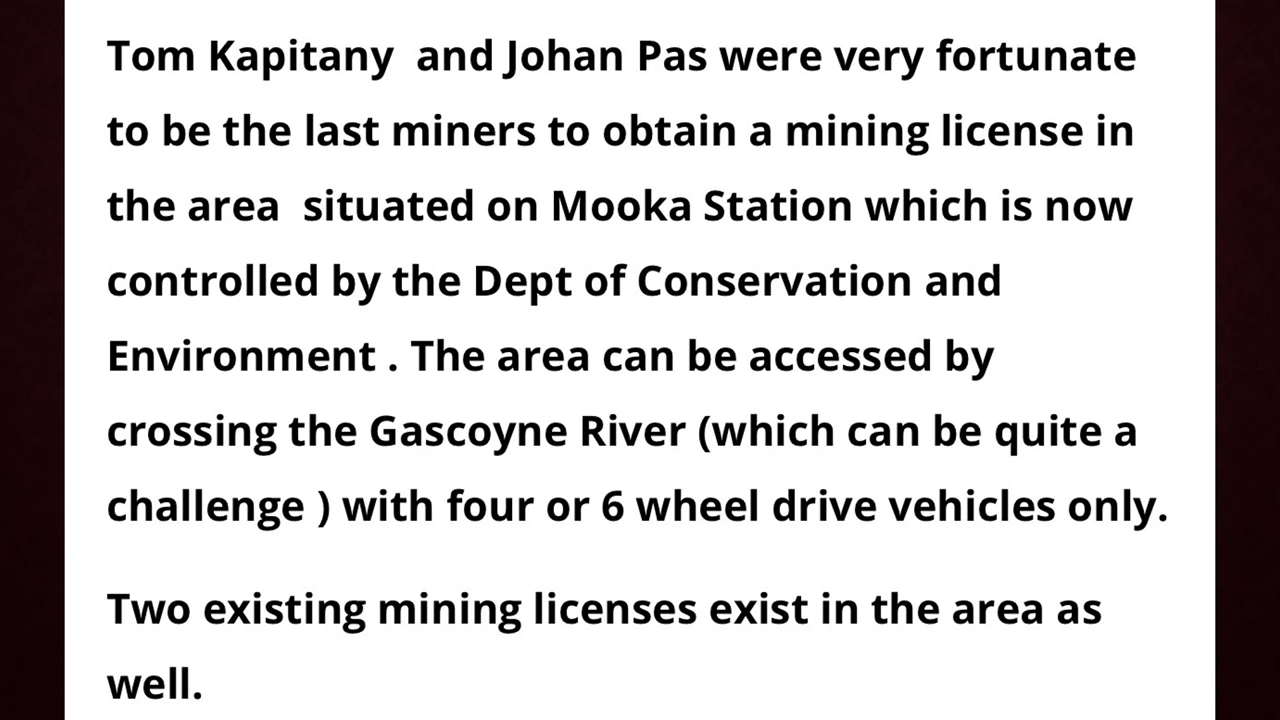 Tom Kapitany  and Johan Pas were very fortunate
to be the last miners to obtain a mining license in
the area  situated on Mooka Station which is now
controlled by the Dept of Conservation and
Environment . The area can be accessed by
crossing the Gascoyne River (which can be quite a
challenge ) with four or 6 wheel drive vehicles only.
Two existing mining licenses exist in the area as
well.